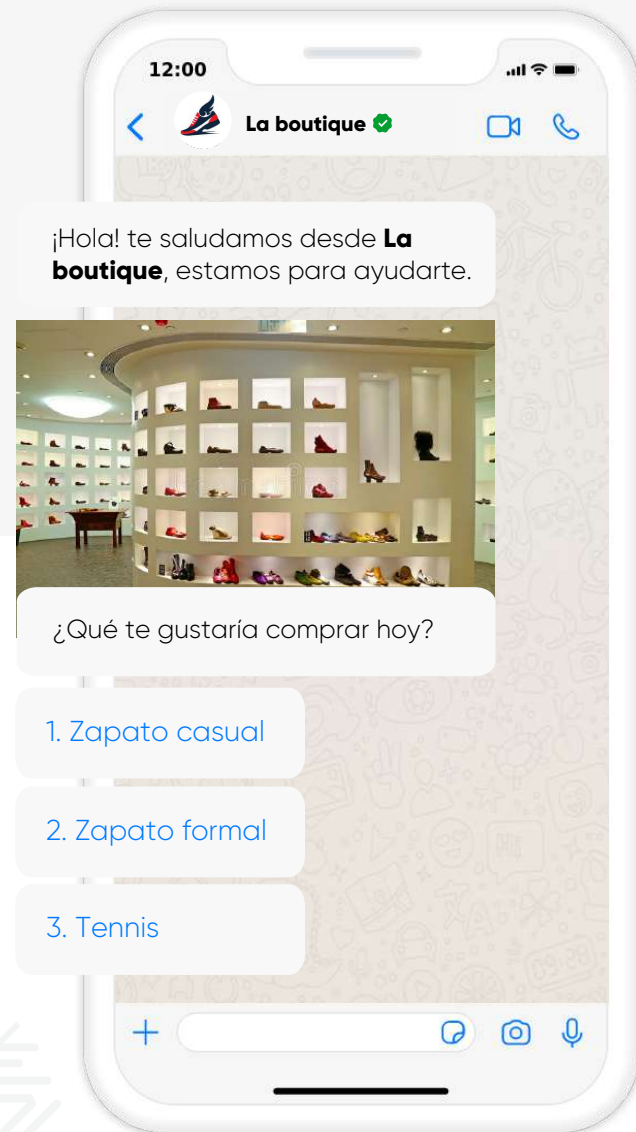 12:00
La boutique
¡Hola! te saludamos desde La
boutique, estamos para ayudarte.
¿Qué te gustaría comprar hoy?
1. Zapato casual
2. Zapato formal
3. Tennis